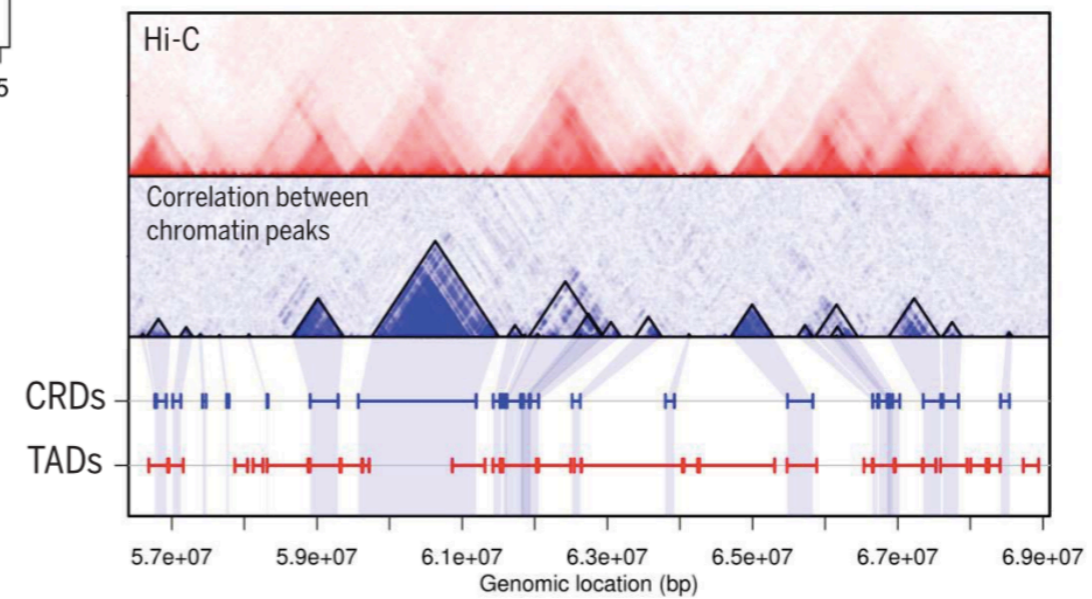 Hi-C
5
Correlation between
chromatin peaks
CRDs
TADs
5.7e+07 5.9e+07 6.1e+07 6.3e+07 6.5e+07 6.7e+07 6.9e+07
Genomic location (bp)